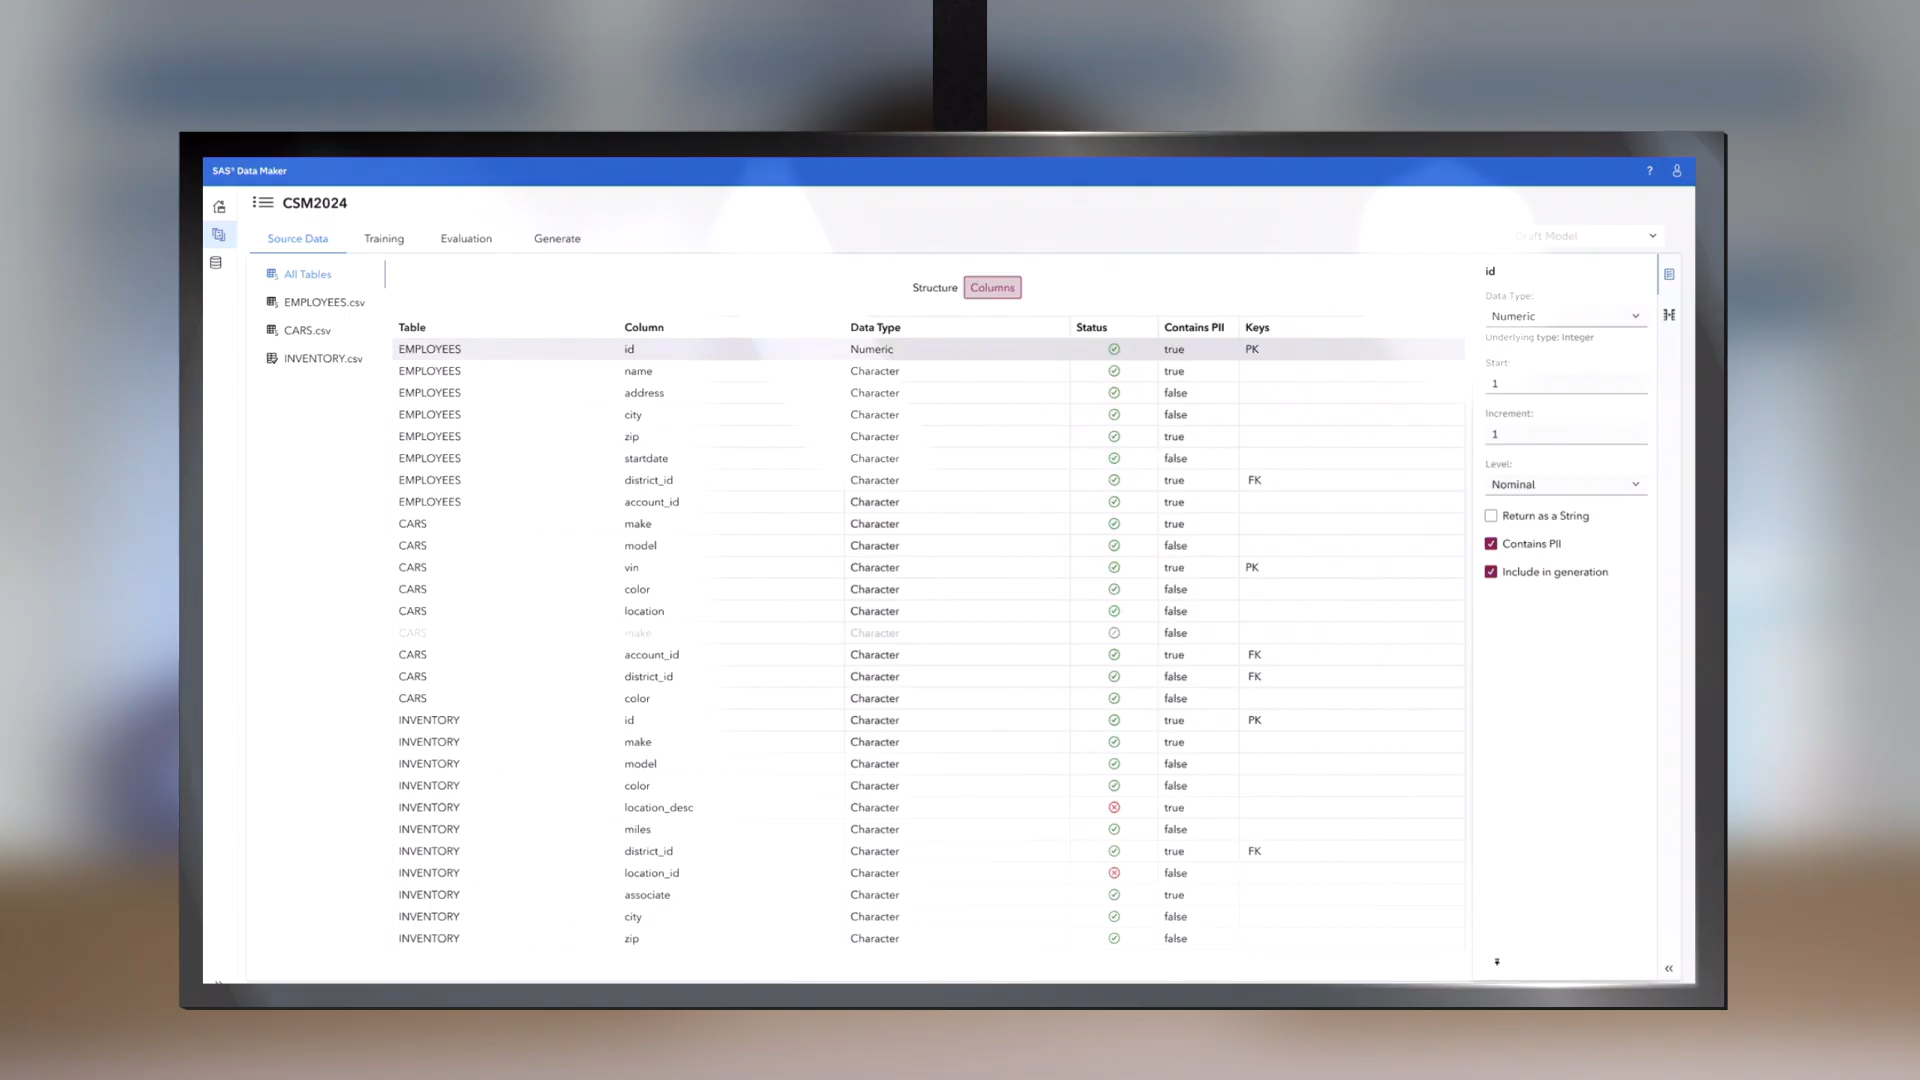 SAS® Data Maker ?
CSM2024
Source Data Training Evaluation Generate
Draft Model
All Tables
EMPLOYEES.csv
CARS.csv
INVENTORY.csv
Structure Columns
Table Column Data Type Status Contains PII Keys
EMPLOYEES id Numeric true PK
EMPLOYEES name Character true
EMPLOYEES address Character false
EMPLOYEES city Character false
EMPLOYEES zip Character true
EMPLOYEES startdate Character false
EMPLOYEES district_id Character true FK
EMPLOYEES account_id Character true
CARS make Character true
CARS model Character false
CARS vin Character true PK
CARS color Character false
CARS location Character false
CARS make Character false
CARS account_id Character true FK
CARS district_id Character false FK
CARS color Character false
INVENTORY id Character true PK
INVENTORY make Character true
INVENTORY model Character false
INVENTORY color Character false
INVENTORY location_desc Character true
INVENTORY miles Character false
INVENTORY district_id Character true FK
INVENTORY location_id Character false
INVENTORY associate Character true
INVENTORY city Character false
INVENTORY zip Character false
id
Data Type:
Numeric
Underlying type: Integer
Start:
1
Increment:
1
Level:
Nominal
Return as a String
Contains PII
Include in generation